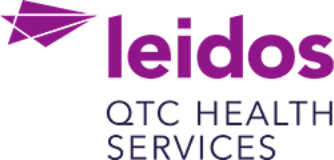 leidos
QTC HEALTH
SERVICES